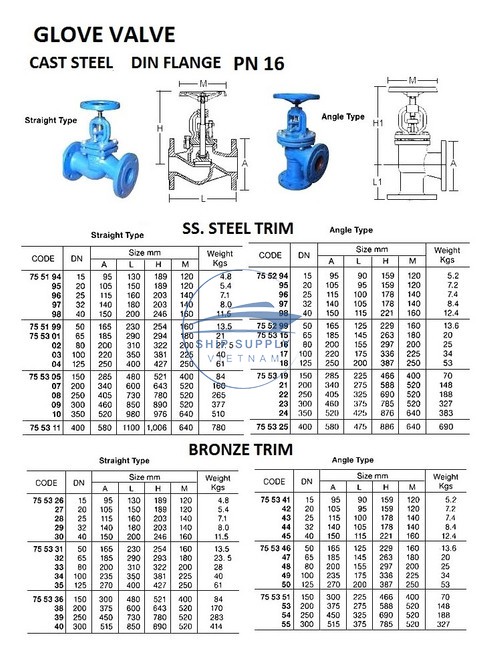 GLOVE VALVE
CAST STEEL DIN FLANGE PN 16
Straight Type
Angle Type
M
H
A
L
M
H1
A
L1
SS. STEEL TRIM
Straight Type
CODE DN Size mm Weight Kgs
A L H M
75 51 94 15 95 130 189 120 4.8
95 20 105 150 189 120 5.4
96 25 115 160 203 140 7.1
97 32 140 180 203 140 8.0
98 40 150 200 246 160 11.5
75 51 99 50 165 230 254 160 13.5
75 53 01 65 185 290 294 180 21
02 80 200 310 322 200 5
03 100 220 350 381 225 40
04 125 250 400 427 250 61
75 53 05 150 285 480 521 400 84
07 200 340 600 643 520 160
08 250 405 730 780 520 265
09 300 460 850 890 520 377
10 350 520 980 976 640 510
75 53 11 400 580 1100 1,006 640 780
Angle Type
CODE DN Size mm Weight Kgs
A L H M
75 52 94 15 95 90 159 120 5.2
95 20 105 95 159 120 7.2
96 25 115 100 178 140 7.4
97 32 140 105 178 140 8.4
98 40 150 115 221 160 12.4
75 52 99 50 165 125 229 160 13.6
75 53 15 65 185 145 263 180 20
16 80 200 155 297 200 25
17 100 220 175 336 225 34
18 125 250 200 387 250 53
75 53 19 150 285 225 466 400 70
21 200 340 275 588 520 148
22 250 405 325 690 520 188
23 300 460 375 785 520 327
24 350 520 425 876 640 383
75 53 25 400 580 475 886 640 690
SHIP SUPPLY
VIETNAM
BRONZE TRIM
Straight Type
CODE DN Size mm Weight Kgs
A L H M
75 53 26 15 95 130 189 120 4.8
27 20 105 150 189 120 5.4
28 25 115 160 203 140 7.1
29 32 140 180 203 140 8.0
30 40 150 200 246 160 11.5
75 53 31 50 165 230 254 160 13.5
32 65 185 290 293 180 23. 5
33 80 200 310 322 200 28
34 100 235 350 381 225 40
35 125 270 400 427 250 61
75 53 36 150 300 480 521 400 84
38 200 375 600 643 520 170
39 250 450 730 780 520 283
40 300 515 850 890 520 414
Angle Type
CODE DN Size mm Weight Kgs
A L H M
75 53 41 15 95 90 159 120 5.2
42 20 105 95 159 120 7.2
43 25 115 100 178 140 7.4
44 32 140 105 178 140 8.4
45 40 150 115 221 160 12.4
75 53 46 50 165 125 229 160 13.6
47 65 185 145 263 180 20
48 80 200 155 297 200 25
49 100 235 175 336 225 34
50 125 270 200 387 250 53
75 53 51 150 300 225 466 400 70
53 200 375 275 588 520 148
54 250 450 325 690 520 188
55 300 515 375 785 520 327